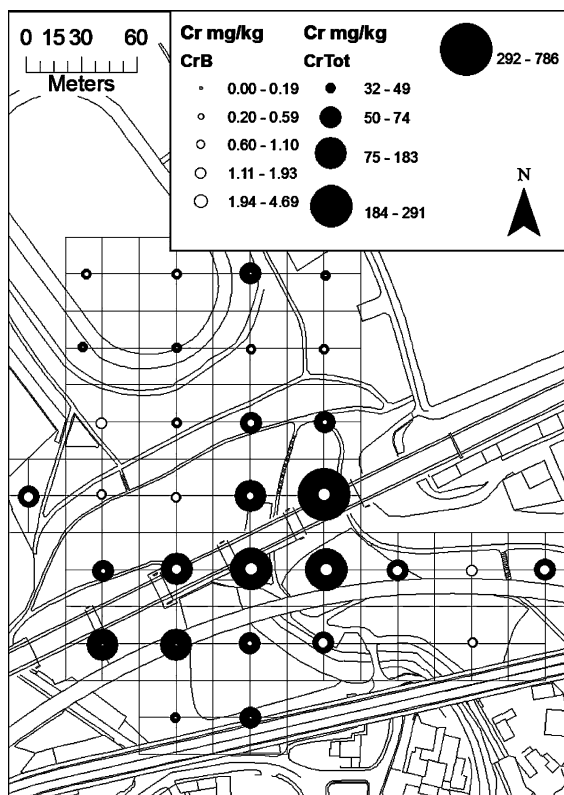 0 15 30 60
Meters
Cr mg/kg
CrB
0.00 - 0.19
0.20 - 0.59
0.60 - 1.10
1.11 - 1.93
1.94 - 4.69
Cr mg/kg
CrTot
32 - 49
50 - 74
75 - 183
184 - 291
292 - 786
N